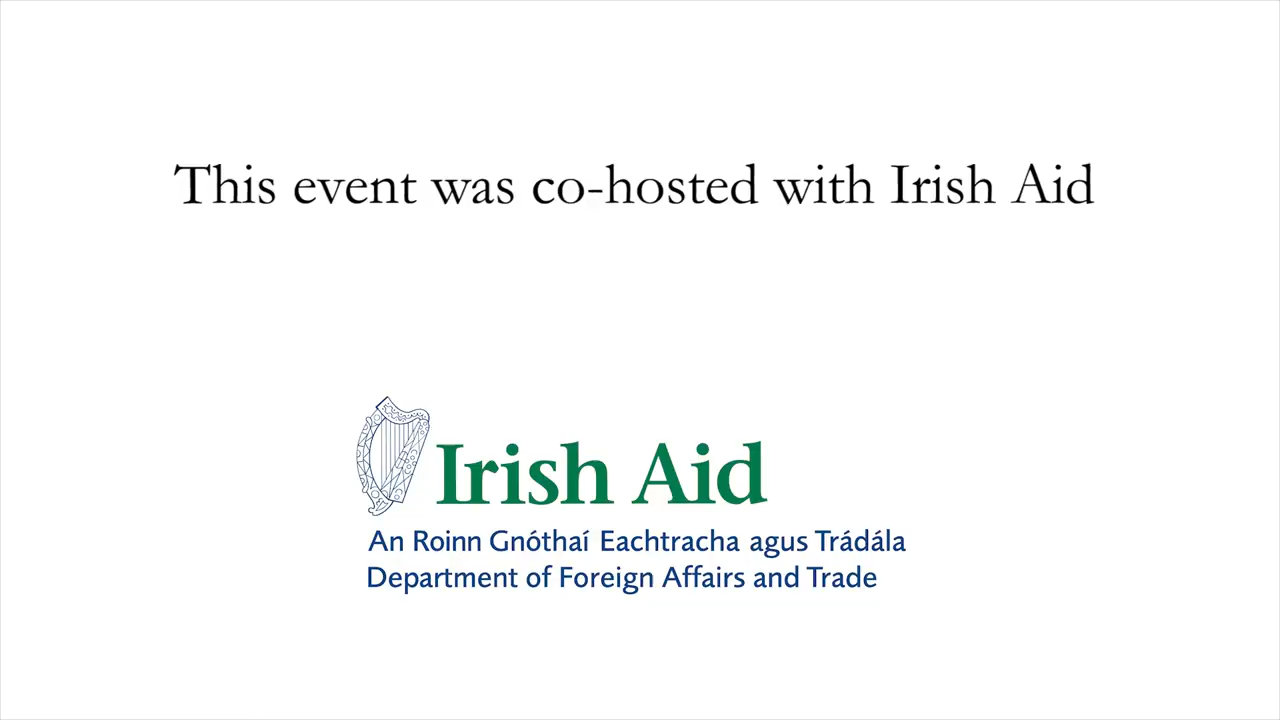 This event was co-hosted with Irish Aid
Irish Aid
An Roinn Gnóthaí Eachtracha agus Trádála
Department of Foreign Affairs and Trade